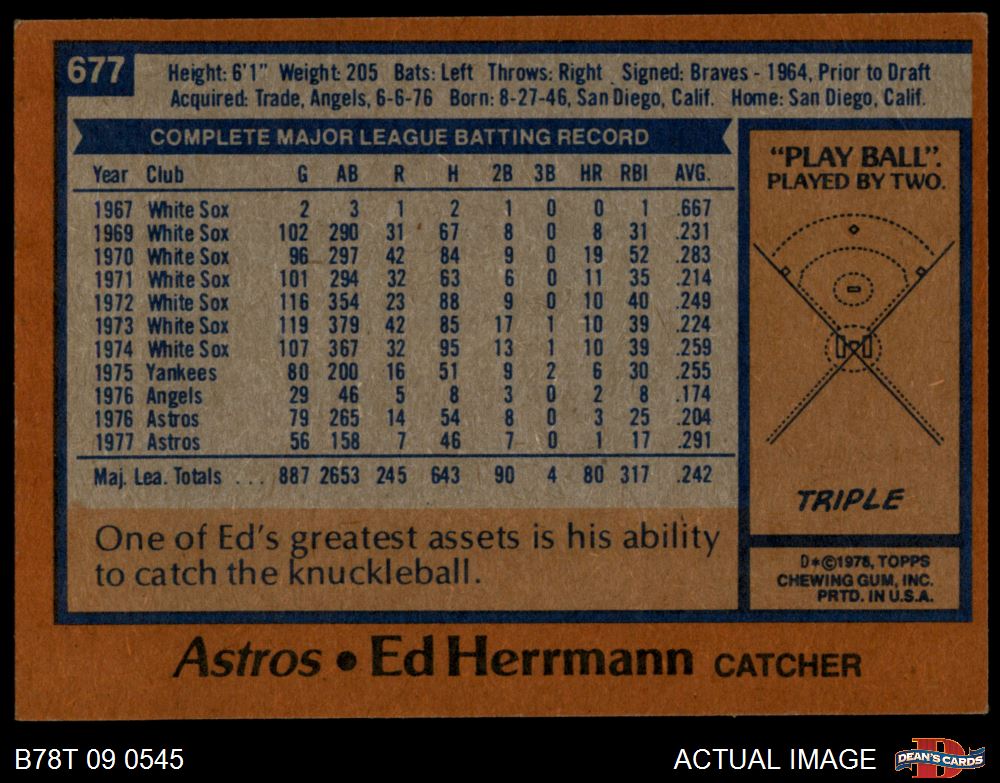 677
Height: 6'1" Weight: 205 Bats: Left Throws: Right Signed: Braves - 1964, Prior to Draft
Acquired: Trade, Angels, 6-6-76 Born: 8-27-46, San Diego, Calif. Home: San Diego, Calif.
COMPLETE MAJOR LEAGUE BATTING RECORD
Year Club G AB R H 2B 3B HR RBI AVG.
1967 White Sox 2 3 1 2 1 0 0 1 .667
1969 White Sox 102 290 31 67 8 0 8 31 .231
1970 White Sox 96 297 42 84 9 0 19 52 .283
1971 White Sox 101 294 32 63 6 0 11 35 .214
1972 White Sox 116 354 23 88 9 0 10 40 .249
1973 White Sox 119 379 42 85 17 1 10 39 .224
1974 White Sox 107 367 32 95 13 1 10 39 .259
1975 Yankees 80 200 16 51 9 2 6 30 .255
1976 Angels 29 46 5 8 3 0 2 8 .174
1976 Astros 79 265 14 54 8 0 3 25 .204
1977 Astros 56 158 7 46 7 0 1 17 .291
Maj. Lea. Totals . . . 887 2653 245 643 90 4 80 317 .242
One of Ed's greatest assets is his ability
to catch the knuckleball.
"PLAY BALL".
PLAYED BY TWO.
TRIPLE
D*©1978, TOPPS
CHEWING GUM, INC.
PRTD. IN U.S.A.
Astros • Ed Herrmann CATCHER
B78T 09 0545
ACTUAL IMAGE
D
DEAN'S CARDS